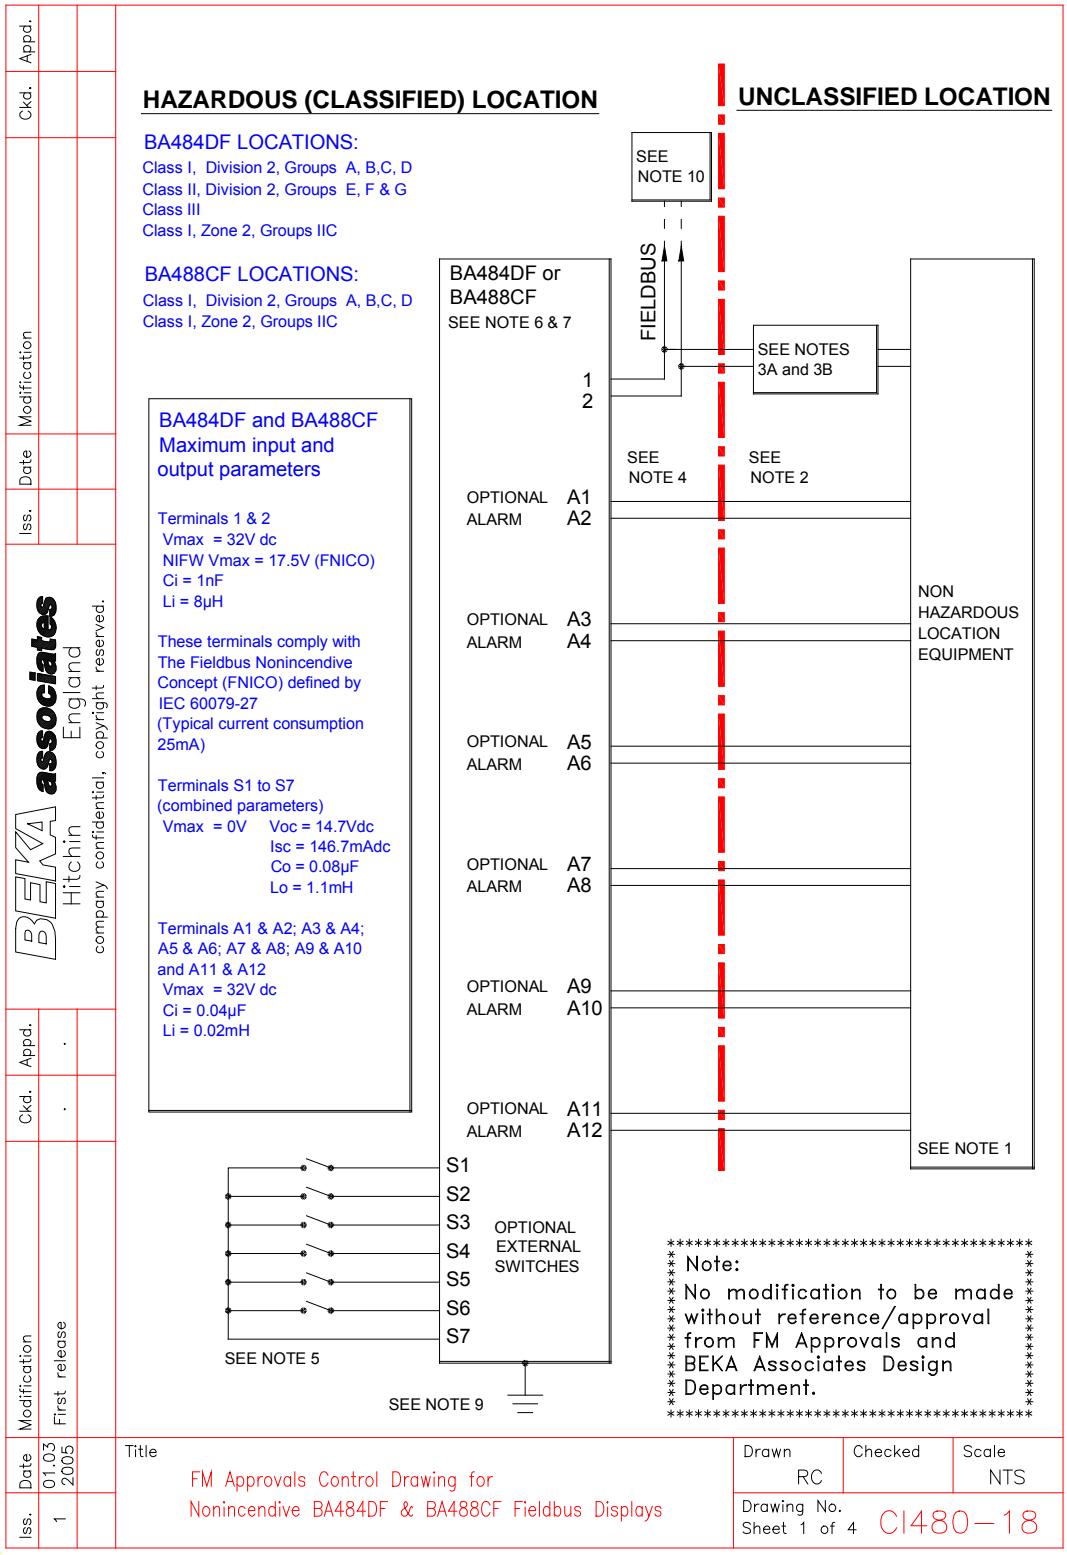 HAZARDOUS (CLASSIFIED) LOCATION
UNCLASSIFIED LOCATION
BA484DF LOCATIONS:
Class I, Division 2, Groups A, B,C, D
Class II, Division 2, Groups E, F & G
Class III
Class I, Zone 2, Groups IIC
BA488CF LOCATIONS:
Class I, Division 2, Groups A, B,C, D
Class I, Zone 2, Groups IIC
SEE
NOTE 10
FIELDBUS
BA484DF or
BA488CF
SEE NOTE 6 & 7
1
2
SEE NOTES
3A and 3B
SEE
NOTE 4
SEE
NOTE 2
BA484DF and BA488CF
Maximum input and
output parameters
Terminals 1 & 2
Vmax = 32V dc
NIFW Vmax = 17.5V (FNICO)
Ci = 1nF
Li = 8µH
These terminals comply with
The Fieldbus Nonincendive
Concept (FNICO) defined by
IEC 60079-27
(Typical current consumption
25mA)
Terminals S1 to S7
(combined parameters)
Vmax = 0V Voc = 14.7Vdc
Isc = 146.7mAdc
Co = 0.08µF
Lo = 1.1mH
Terminals A1 & A2; A3 & A4;
A5 & A6; A7 & A8; A9 & A10
and A11 & A12
Vmax = 32V dc
Ci = 0.04µF
Li = 0.02mH
OPTIONAL A1
ALARM A2
OPTIONAL A3
ALARM A4
OPTIONAL A5
ALARM A6
OPTIONAL A7
ALARM A8
OPTIONAL A9
ALARM A10
OPTIONAL A11
ALARM A12
NON
HAZARDOUS
LOCATION
EQUIPMENT
SEE NOTE 1
S1
S2
S3
S4
S5
S6
S7
OPTIONAL
EXTERNAL
SWITCHES
SEE NOTE 5
SEE NOTE 9
Note:
No modification to be made
without reference/approval
from FM Approvals and
BEKA Associates Design
Department.
Appd.
Ckd.
Modification
Date
Iss.
BEKA associates
Hitchin England
company confidential, copyright reserved.
Appd. .
Ckd. .
Modification
First release
Date
01.03
2005
Iss.
1
Title
FM Approvals Control Drawing for
Nonincendive BA484DF & BA488CF Fieldbus Displays
Drawn
RC
Checked
Scale
NTS
Drawing No.
Sheet 1 of 4
CI480-18